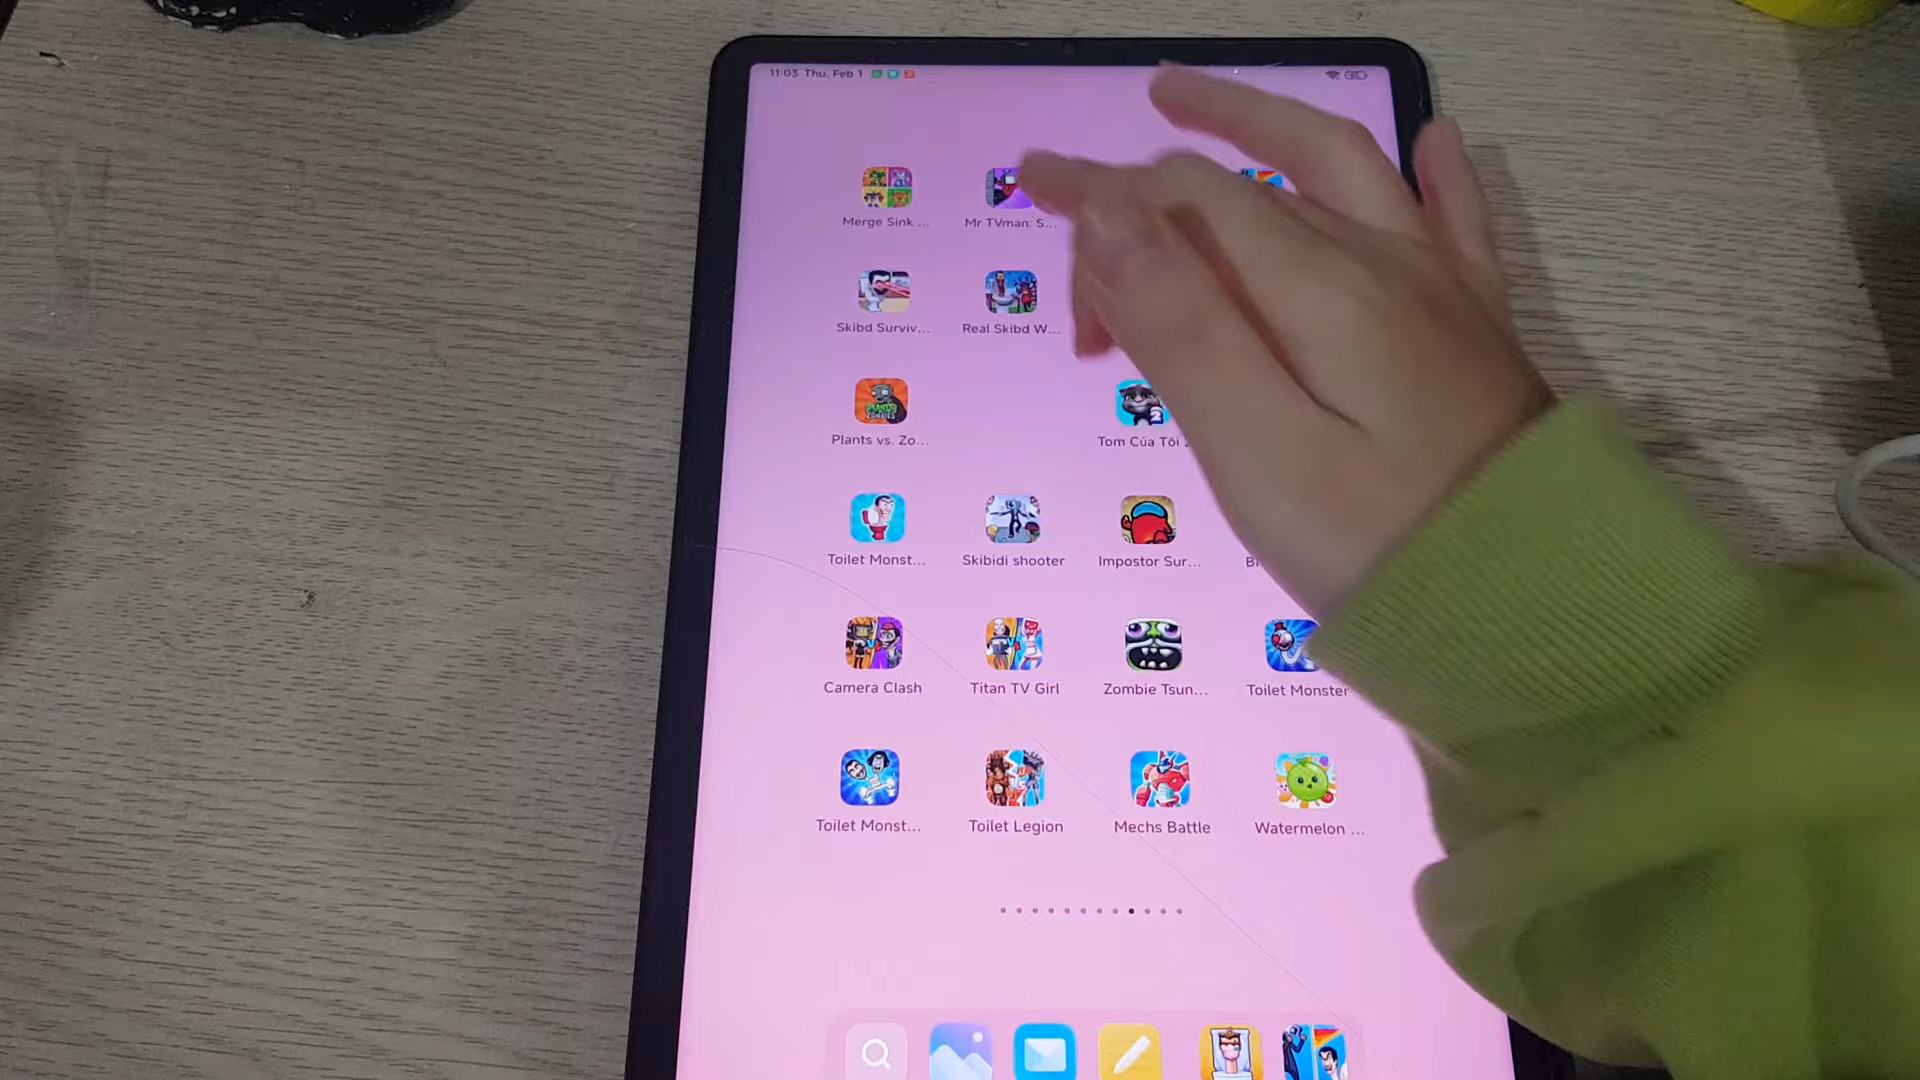 11:03 Thu, Feb 1
Merge Sink ...
Mr TVman: S...
Skibd Surviv...
Real Skibd W...
PLANTS ZOMBIES
Plants vs. Zo...
2
Tom Của Tôi
Toilet Monst...
Skibidi shooter
Impostor Sur...
Camera Clash
Titan TV Girl
Zombie Tsun...
Toilet Monster
Toilet Monst...
Toilet Legion
Mechs Battle
Watermelon ...